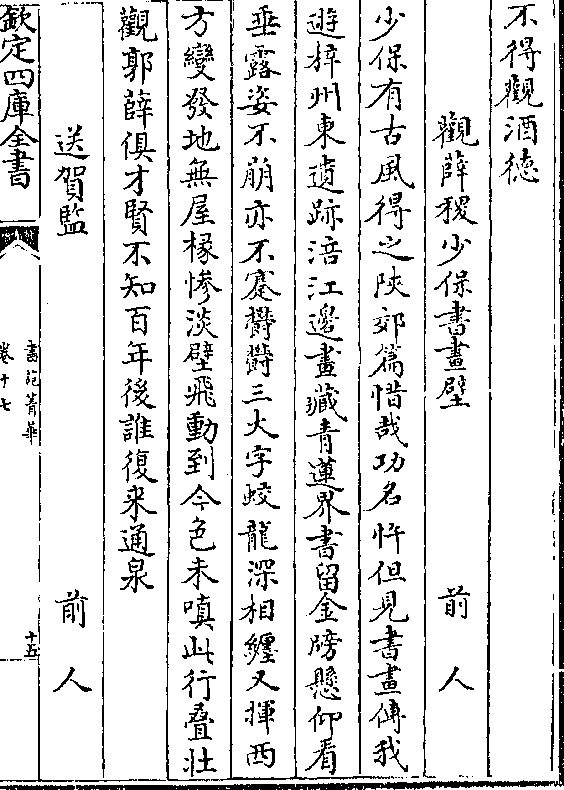 不得觀酒徳
觀薛稷少保書畫壁　前人
少保有古風得之陜郊篇惜哉功名忤但見書畫傳我
遊梓州東遺跡涪江邉畫藏青蓮界書留金牓懸仰看
垂露姿不崩亦不騫鬱鬱三大字蛟龍深相纒又揮西
方變發地無屋椽慘淡壁飛動到今色未嗔此行疊壮
觀郭薛俱才賢不知百年後誰復來通泉
送賀監　前人
欽定四庫全書
書苑菁華
卷十七
十五